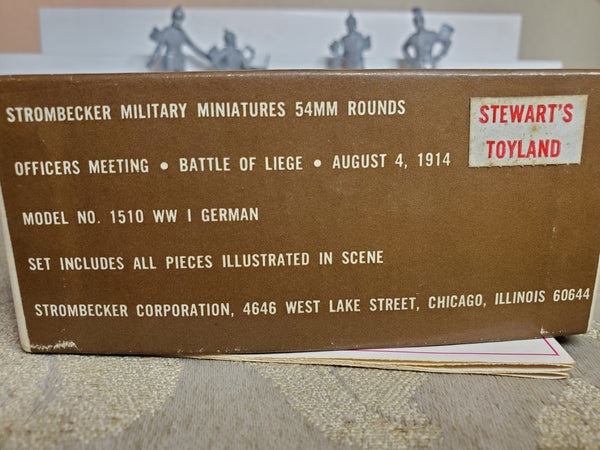 STROMBECKER MILITARY MINIATURES 54MM ROUNDS
STEWART'S
TOYLAND
OFFICERS MEETING • BATTLE OF LIEGE • AUGUST 4, 1914
MODEL NO. 1510 WW I GERMAN
SET INCLUDES ALL PIECES ILLUSTRATED IN SCENE
STROMBECKER CORPORATION, 4646 WEST LAKE STREET, CHICAGO, ILLINOIS 60644